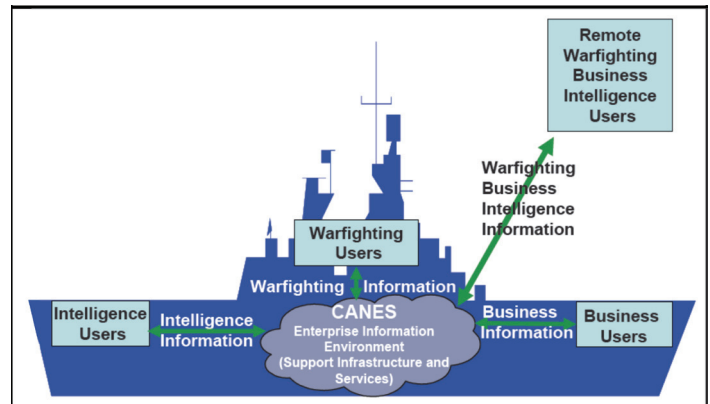 Remote
Warfighting
Business
Intelligence
Users
Warfighting
Business
Intelligence
Information
Warfighting
Users
Warfighting Information
Intelligence
Users
Intelligence
Information
CANES
Enterprise Information
Environment
(Support Infrastructure and
Services)
Business
Information
Business
Users